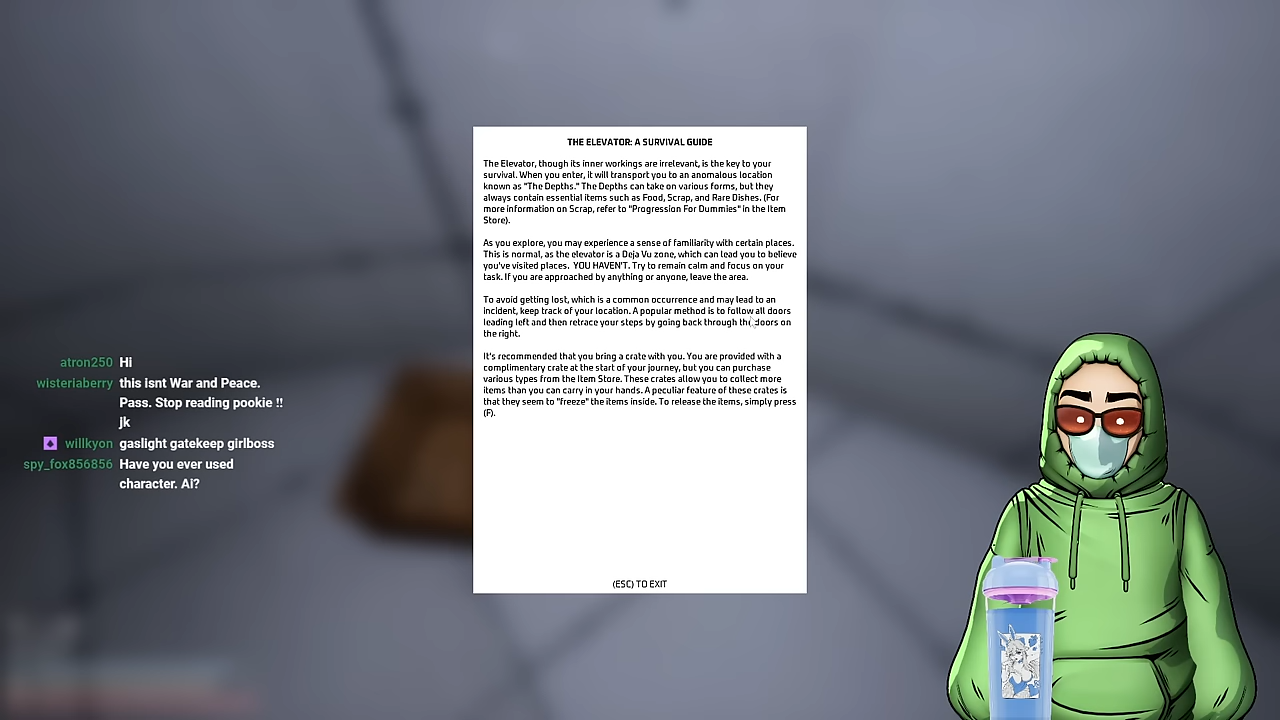 THE ELEVATOR: A SURVIVAL GUIDE
The Elevator, though its inner workings are irrelevant, is the key to your
survival. When you enter, it will transport you to an anomalous location
known as "The Depths." The Depths can take on various forms, but they
always contain essential items such as Food, Scrap, and Rare Dishes. (For
more information on Scrap, refer to "Progression For Dummies" in the Item
Store).
As you explore, you may experience a sense of familiarity with certain places.
This is normal, as the elevator is a Deja Vu zone, which can lead you to believe
you've visited places. YOU HAVEN'T. Try to remain calm and focus on your
task. If you are approached by anything or anyone, leave the area.
To avoid getting lost, which is a common occurrence and may lead to an
incident, keep track of your location. A popular method is to follow all doors
leading left and then retrace your steps by going back through the doors on
the right.
It's recommended that you bring a crate with you. You are provided with a
complimentary crate at the start of your journey, but you can purchase
various types from the Item Store. These crates allow you to collect more
items than you can carry in your hands. A peculiar feature of these crates is
that they seem to "freeze" the items inside. To release the items, simply press
(F).
(ESC) TO EXIT
atron250 Hi
wisteriaberry this isnt War and Peace.
Pass. Stop reading pookie !!
jk
willkyon gaslight gatekeep girlboss
spy_fox856856 Have you ever used
character. Ai?